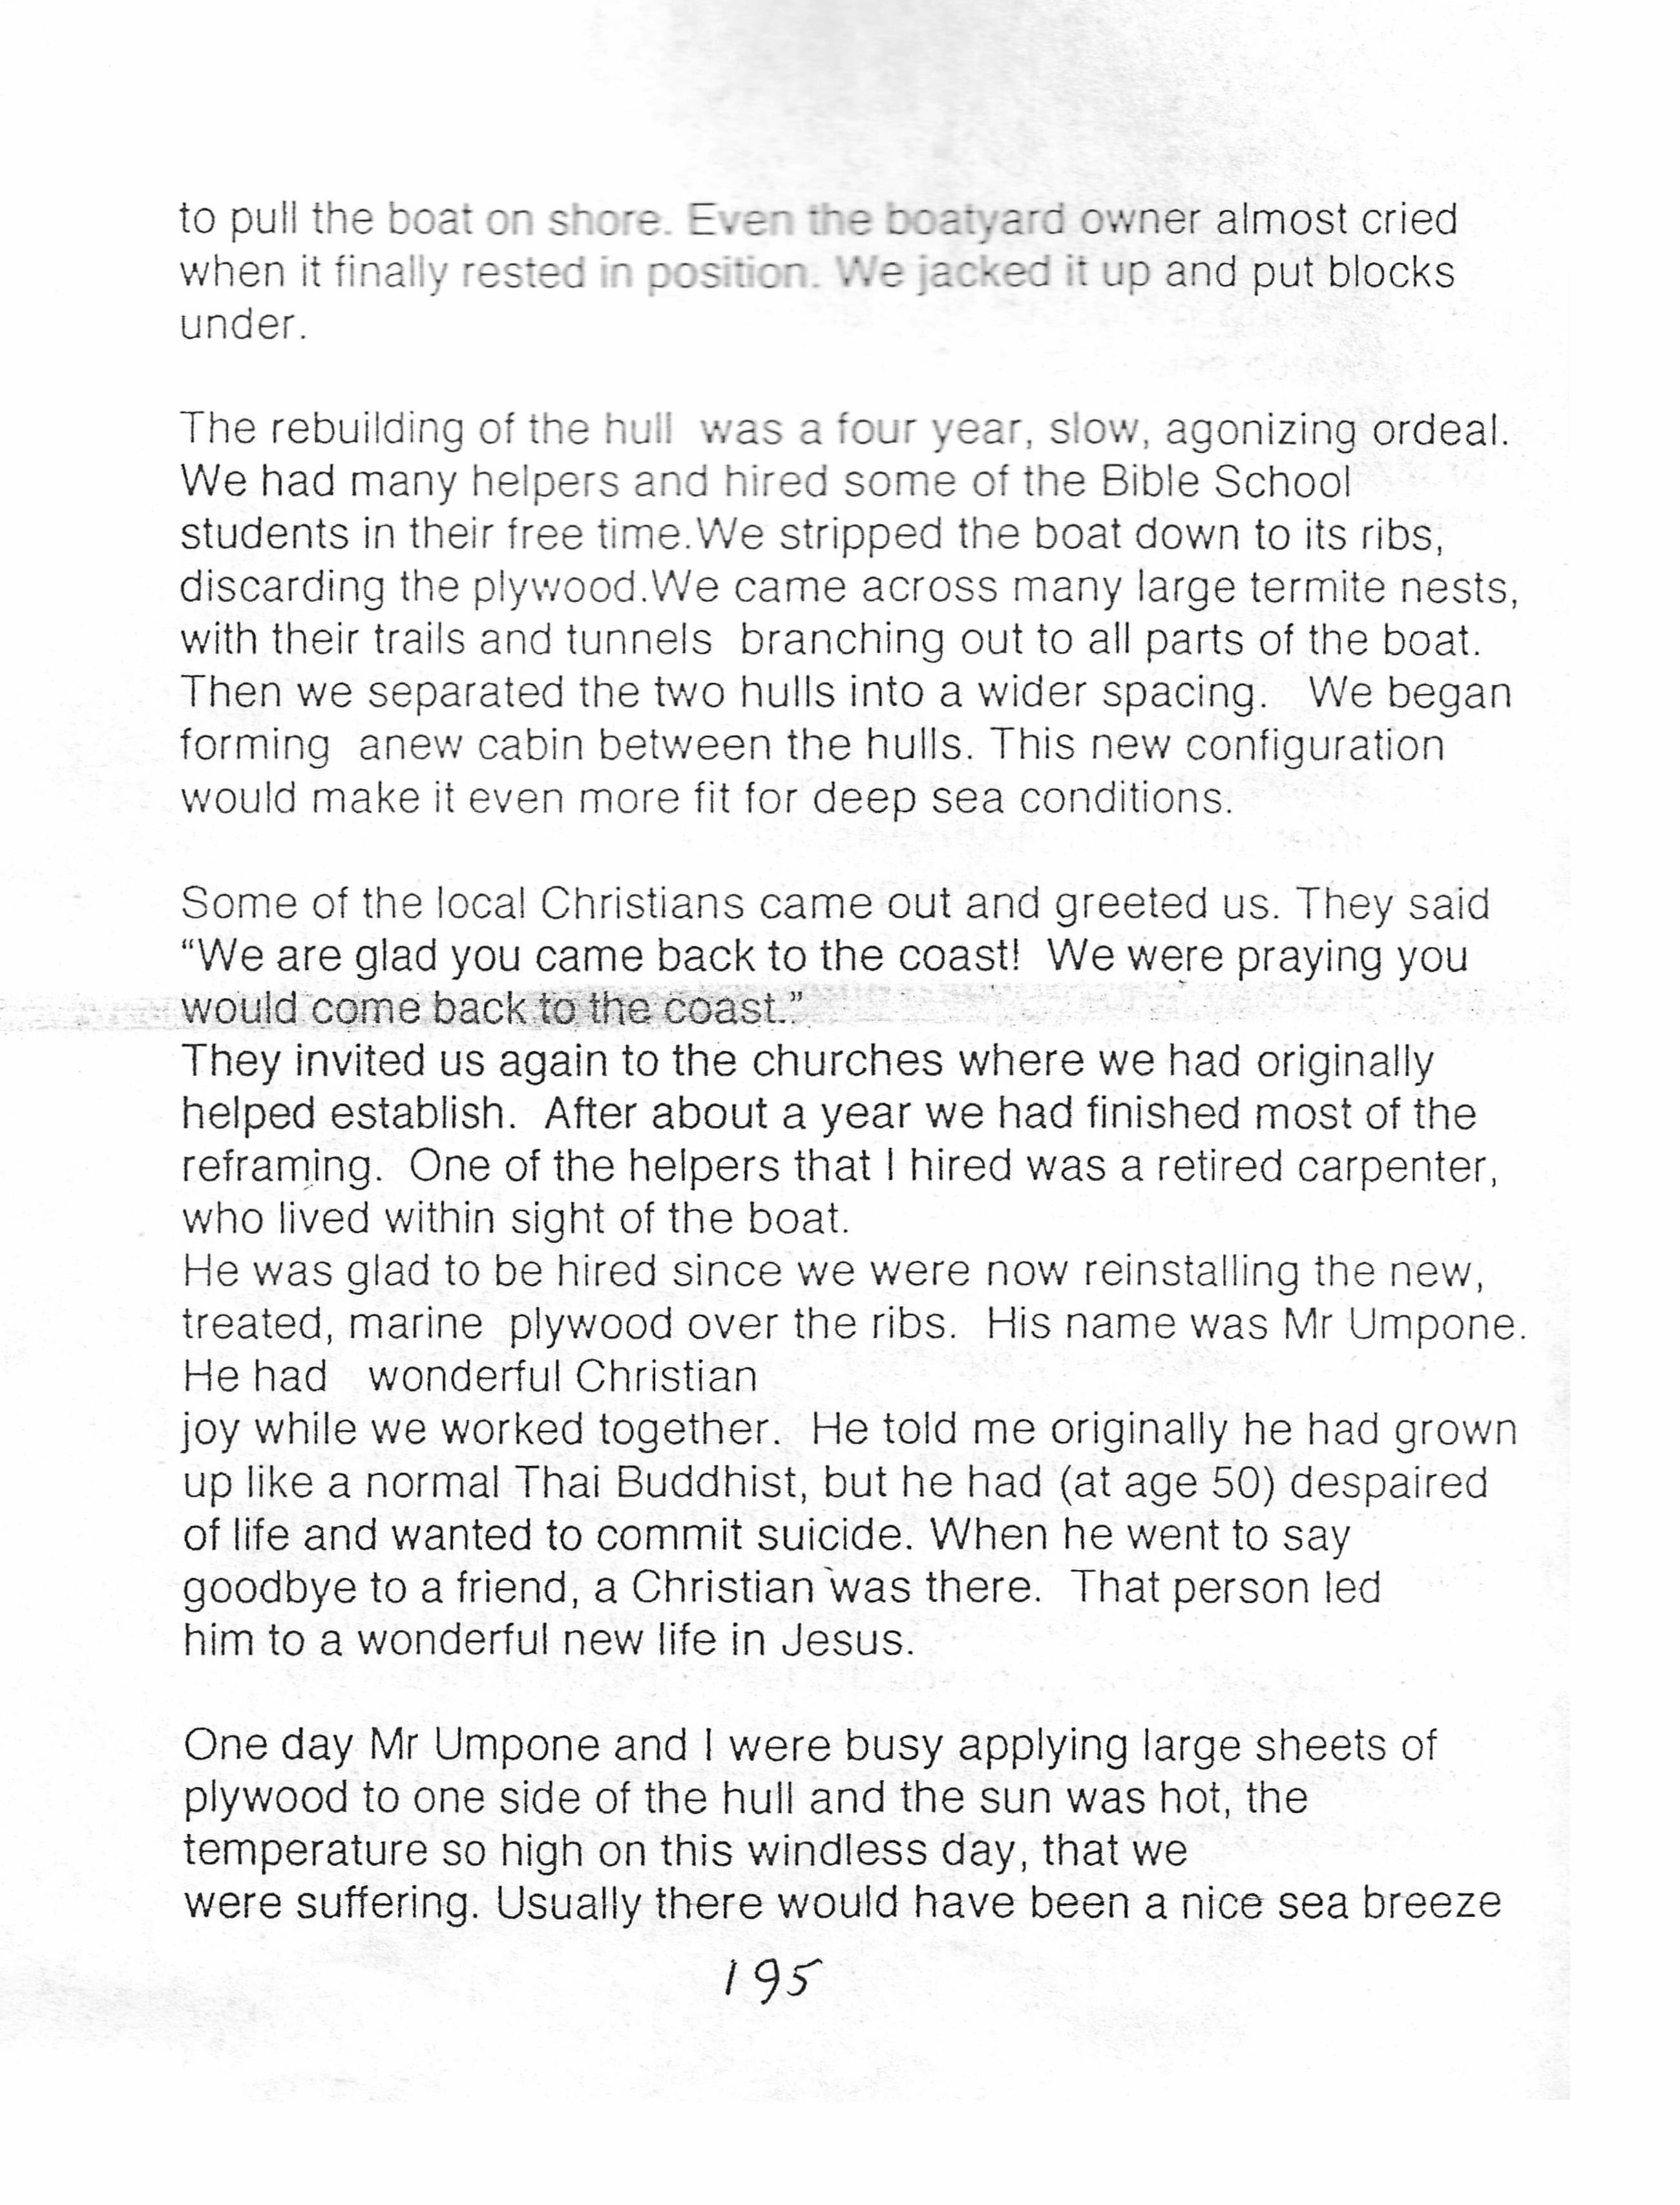 to pull the boat on shore. Even the boatyard owner almost cried
when it finally rested in position. We jacked it up and put blocks
under.
The rebuilding of the hull  was a four year, slow, agonizing ordeal.
We had many helpers and hired some of the Bible School
students in their free time.We stripped the boat down to its ribs,
discarding the plywood.We came across many large termite nests,
with their trails and tunnels  branching out to all parts of the boat.
Then we separated the two hulls into a wider spacing.   We began
forming  anew cabin between the hulls. This new configuration
would make it even more fit for deep sea conditions.
Some of the local Christians came out and greeted us. They said
“We are glad you came back to the coast!  We were praying you
would come back to the coast.”
They invited us again to the churches where we had originally
helped establish.  After about a year we had finished most of the
reframing.  One of the helpers that I hired was a retired carpenter,
who lived within sight of the boat.
He was glad to be hired since we were now reinstalling the new,
treated, marine  plywood over the ribs.  His name was Mr Umpone.
He had   wonderful Christian
joy while we worked together.  He told me originally he had grown
up like a normal Thai Buddhist, but he had (at age 50) despaired
of life and wanted to commit suicide. When he went to say
goodbye to a friend, a Christian was there.  That person led
him to a wonderful new life in Jesus.
One day Mr Umpone and I were busy applying large sheets of
plywood to one side of the hull and the sun was hot, the
temperature so high on this windless day, that we
were suffering. Usually there would have been a nice sea breeze
195